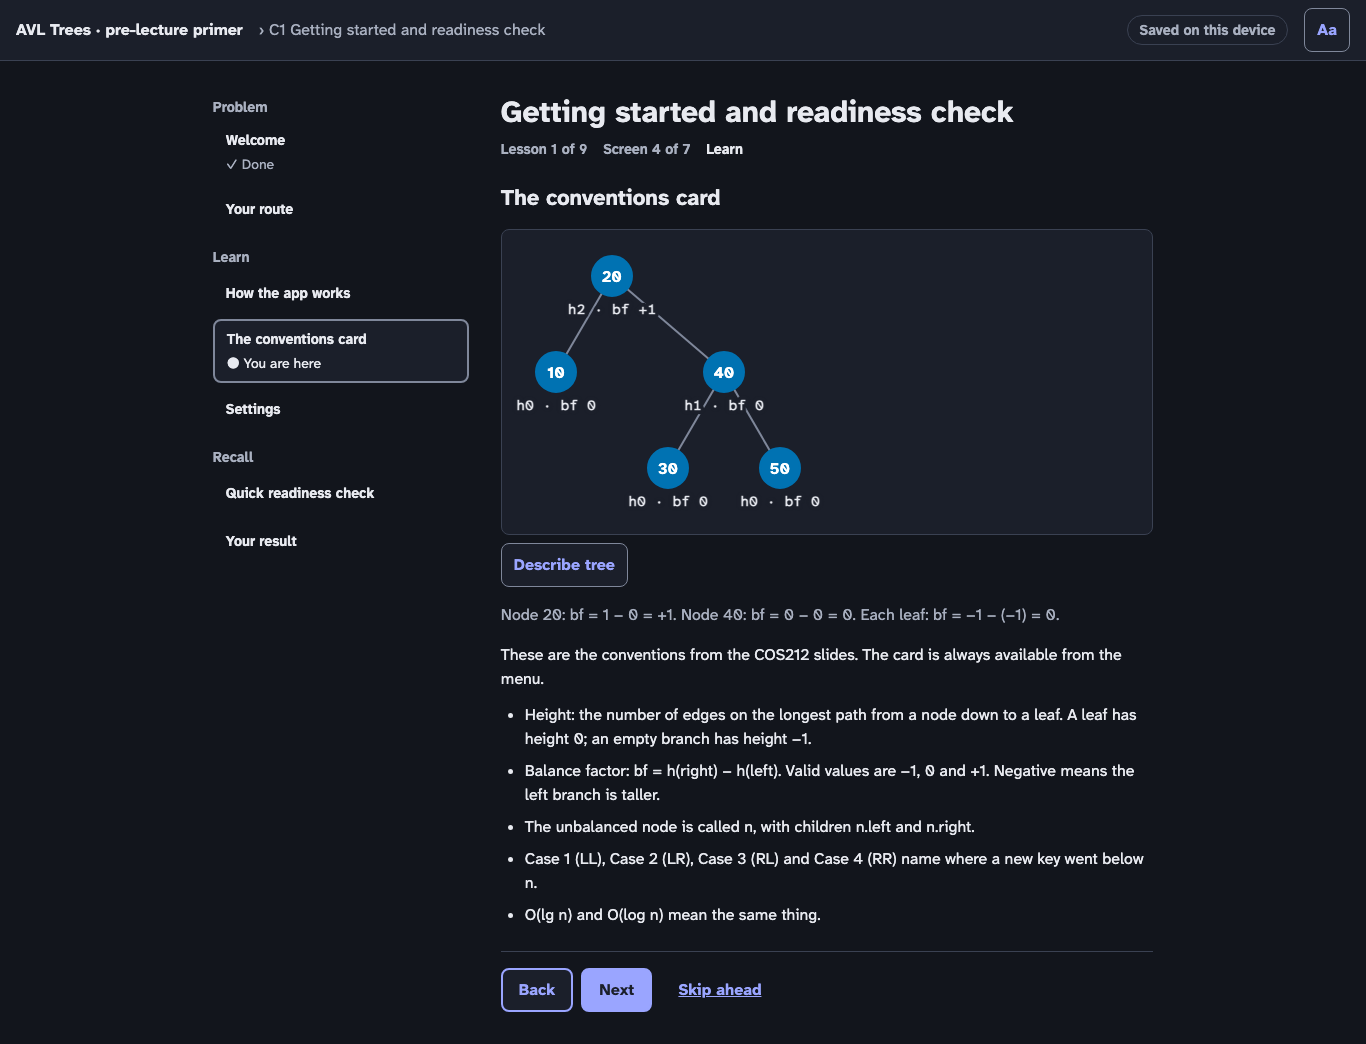 AVL Trees · pre-lecture primer › C1 Getting started and readiness check
Saved on this device
Aa
Problem
Welcome
✓ Done
Your route
Learn
How the app works
The conventions card
● You are here
Settings
Recall
Quick readiness check
Your result
Getting started and readiness check
Lesson 1 of 9 Screen 4 of 7 Learn
The conventions card
20
h2 · bf +1
10
40
h0 · bf 0
h1 · bf 0
30
50
h0 · bf 0
h0 · bf 0
Describe tree
Node 20: bf = 1 − 0 = +1. Node 40: bf = 0 − 0 = 0. Each leaf: bf = −1 − (−1) = 0.
These are the conventions from the COS212 slides. The card is always available from the
menu.
• Height: the number of edges on the longest path from a node down to a leaf. A leaf has
height 0; an empty branch has height −1.
• Balance factor: bf = h(right) − h(left). Valid values are −1, 0 and +1. Negative means the
left branch is taller.
• The unbalanced node is called n, with children n.left and n.right.
• Case 1 (LL), Case 2 (LR), Case 3 (RL) and Case 4 (RR) name where a new key went below
n.
• O(lg n) and O(log n) mean the same thing.
Back
Next
Skip ahead